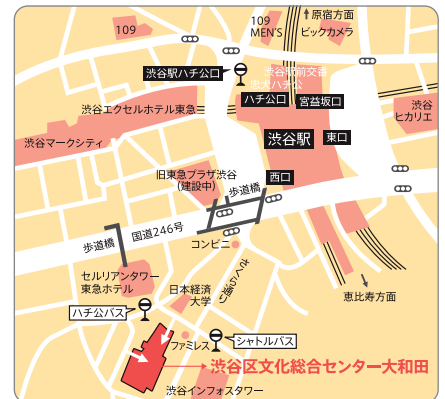 109
109
MEN'S
↑原宿方面
ビックカメラ
渋谷駅ハチ公口
渋谷駅前交番
忠犬ハチ公
ハチ公口
宮益坂口
渋谷エクセルホテル東急
渋谷
ヒカリエ
渋谷マークシティ
渋谷駅
東口
旧東急プラザ渋谷
(建設中)
西口
歩道橋
国道246号
歩道橋
コンビニ
さくら通り
セルリアンタワー
東急ホテル
日本経済
大学
恵比寿方面
ハチ公バス
ファミレス
シャトルバス
渋谷区文化総合センター大和田
渋谷インフォスタワー